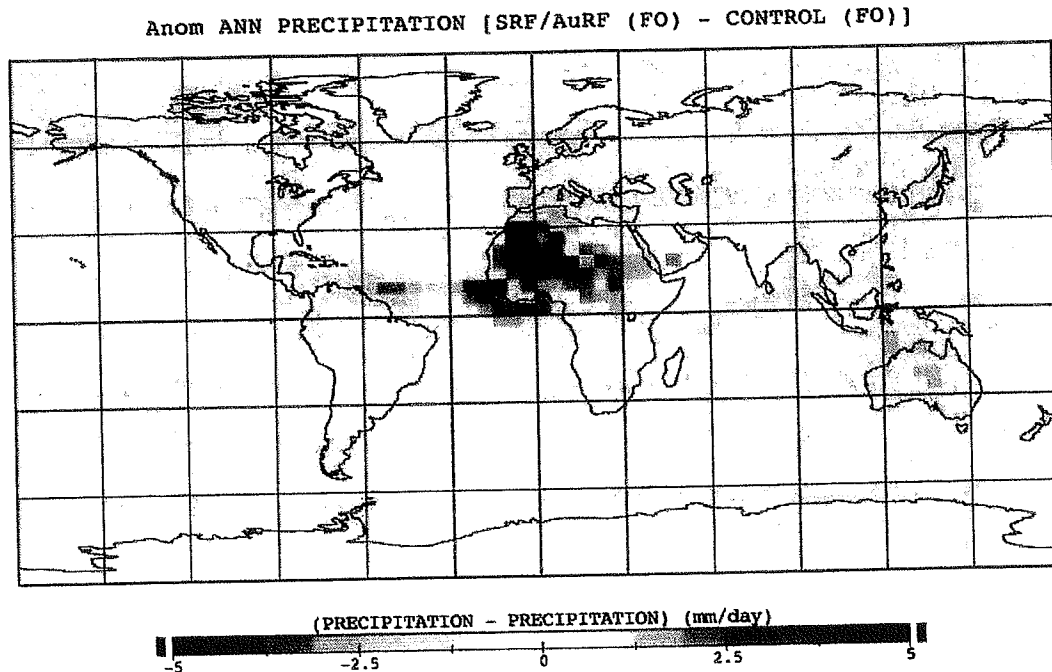 Anom ANN PRECIPITATION [SRF/AuRF (FO) - CONTROL (FO)]
(PRECIPITATION - PRECIPITATION) (mm/day)
-5 -2.5 0 2.5 5